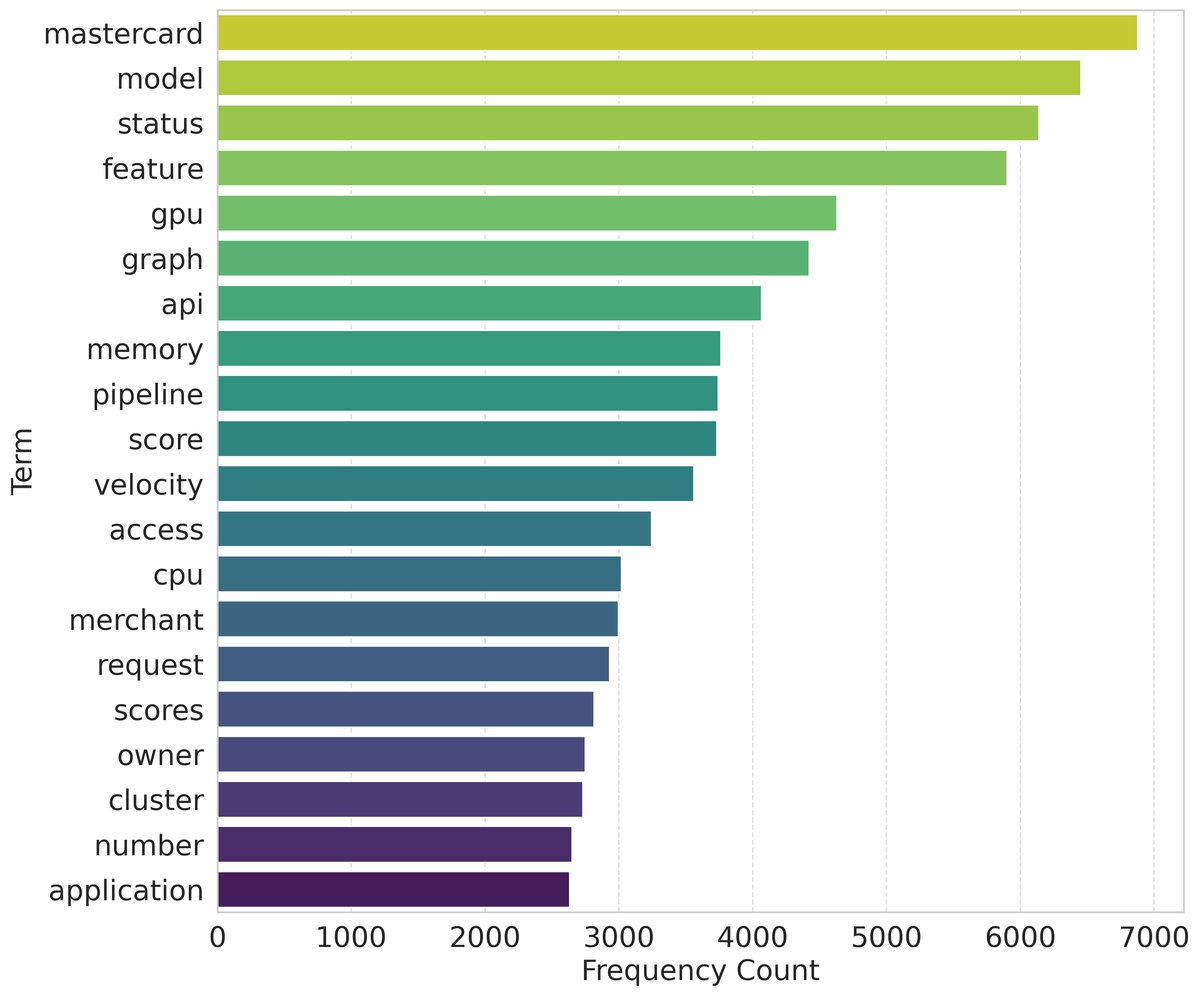 mastercard
model
status
feature
gpu
graph
api
memory
pipeline
score
velocity
access
cpu
merchant
request
scores
owner
cluster
number
application
Term
0 1000 2000 3000 4000 5000 6000 7000
Frequency Count